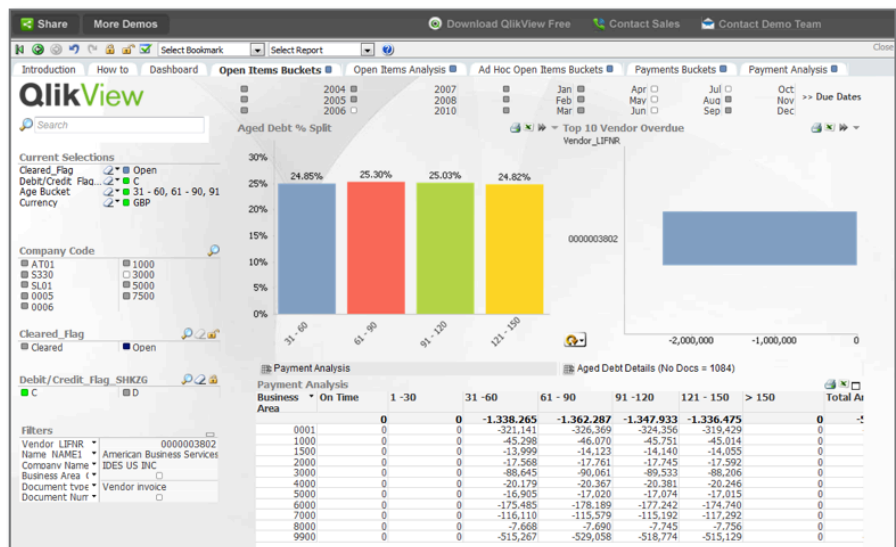 Share More Demos Download QlikView Free Contact Sales Contact Demo Team
Select Bookmark Select Report Close
Introduction How to Dashboard Open Items Buckets Open Items Analysis Ad Hoc Open Items Buckets Payments Buckets Payment Analysis
QlikView
Search
2004 2007 Jan Apr Jul Oct
2005 2008 Feb May Aug Nov >> Due Dates
2006 2010 Mar Jun Sep Dec
Current Selections
Cleared_Flag Open
Debit/Credit Flag... C
Age Bucket 31 - 60, 61 - 90, 91
Currency GBP
Company Code
AT01 1000
S330 3000
SL01 5000
0005 7500
0006
Cleared_Flag
Cleared Open
Debit/Credit_Flag_SHKZG
C D
Filters
Vendor LIFNR 0000003802
Name NAME1 American Business Services
Company Name IDES US INC
Business Area (
Document type Vendor invoice
Document Num
Aged Debt % Split
30%
25%
20%
15%
10%
5%
0%
24.85% 25.30% 25.03% 24.82%
31 - 60 61 - 90 91 - 120 121 - 150
Top 10 Vendor Overdue
Vendor_LIFNR
0000003802
-2,000,000 -1,000,000 0
Payment Analysis Aged Debt Details (No Docs = 1084)
Payment Analysis
Business Area On Time 1 -30 31 -60 61 - 90 91 -120 121 - 150 > 150 Total Ar
0 0 -1.338.265 -1.362.287 -1.347.933 -1.336.475 0
0001 0 0 -321,141 -326,369 -324,356 -319,429 0
1000 0 0 -45,298 -46.070 -45,751 -45,014 0
1500 0 0 -13,999 -14,123 -14,140 -14,055 0
2000 0 0 -17.568 -17.761 -17.745 -17.592 0
3000 0 0 -88,645 -90,061 -89,533 -88,206 0
4000 0 0 -20.179 -20.367 -20.381 -20.246 0
5000 0 0 -16,905 -17,020 -17,074 -17,015 0
6000 0 0 -175.485 -178.189 -177.242 -174.740 0
7000 0 0 -116,110 -115,579 -115,192 -117,292 0
8000 0 0 -7.668 -7.690 -7.745 -7.756 0
9900 0 0 -515,267 -529,058 -518,774 -515,129 0